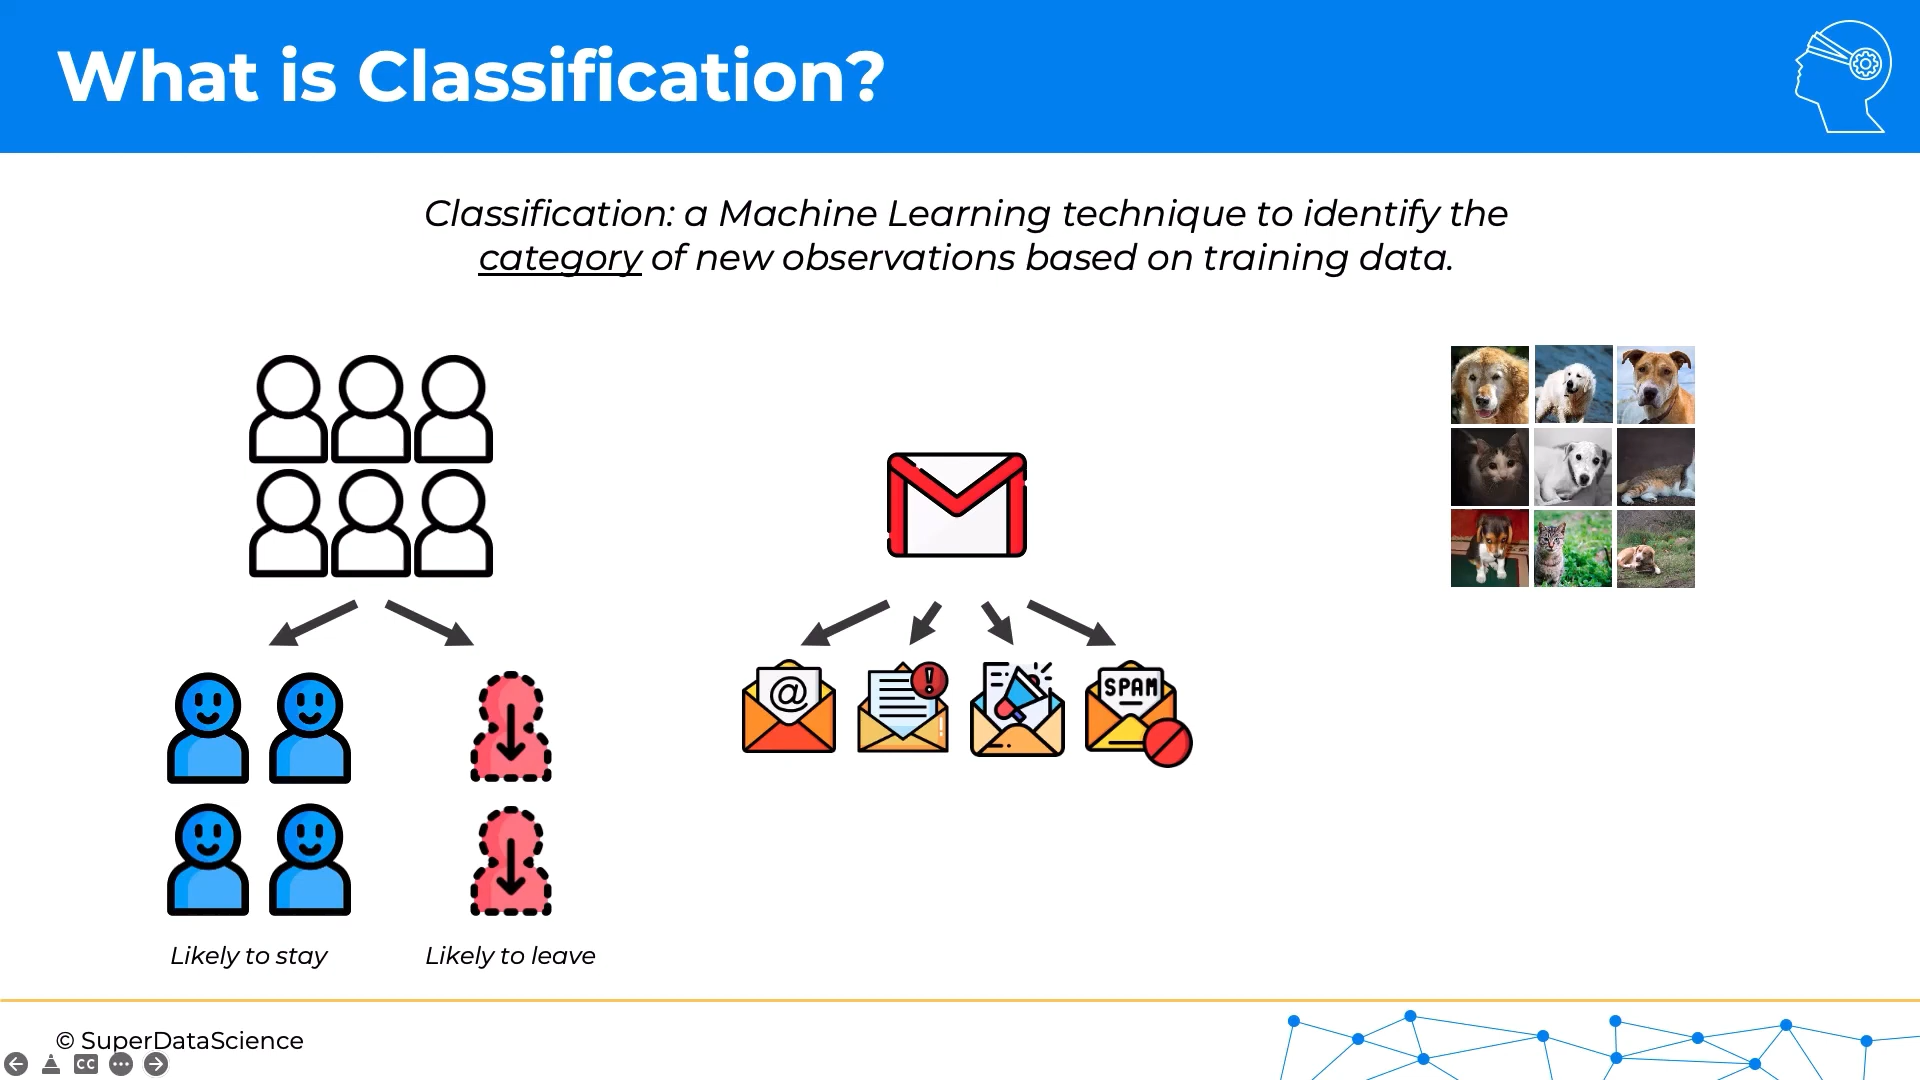 What is Classification?
Classification: a Machine Learning technique to identify the
category of new observations based on training data.
@
!
SPAM
Likely to stay
Likely to leave
© SuperDataScience
CC